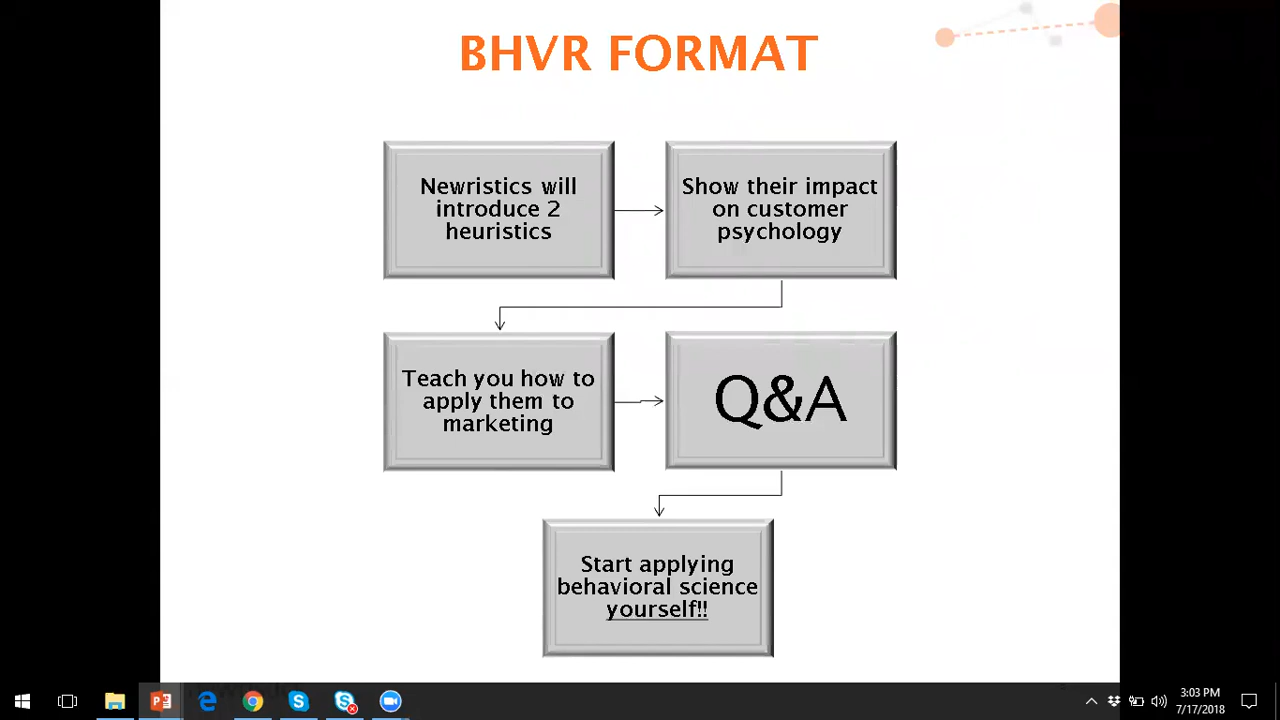 BHVR FORMAT
Newristics will
introduce 2
heuristics
Show their impact
on customer
psychology
Teach you how to
apply them to
marketing
Q&A
Start applying
behavioral science
yourself!!
3:03 PM
7/17/2018